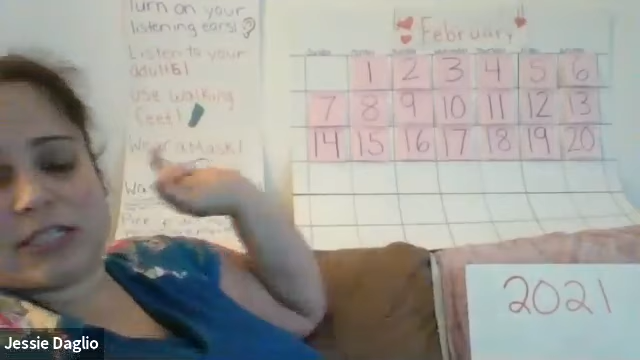 Turn on your
listening ears!
Listen to your
adults!
Use walking
feet!
Wear a Mask!
February
1 2 3 4 5 6
7 8 9 10 11 12 13
14 15 16 17 18 19 20
2021
Jessie Daglio